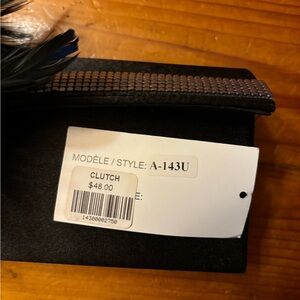 MODÈLE / STYLE: A-143U
CLUTCH
$48.00
E:
14300002750